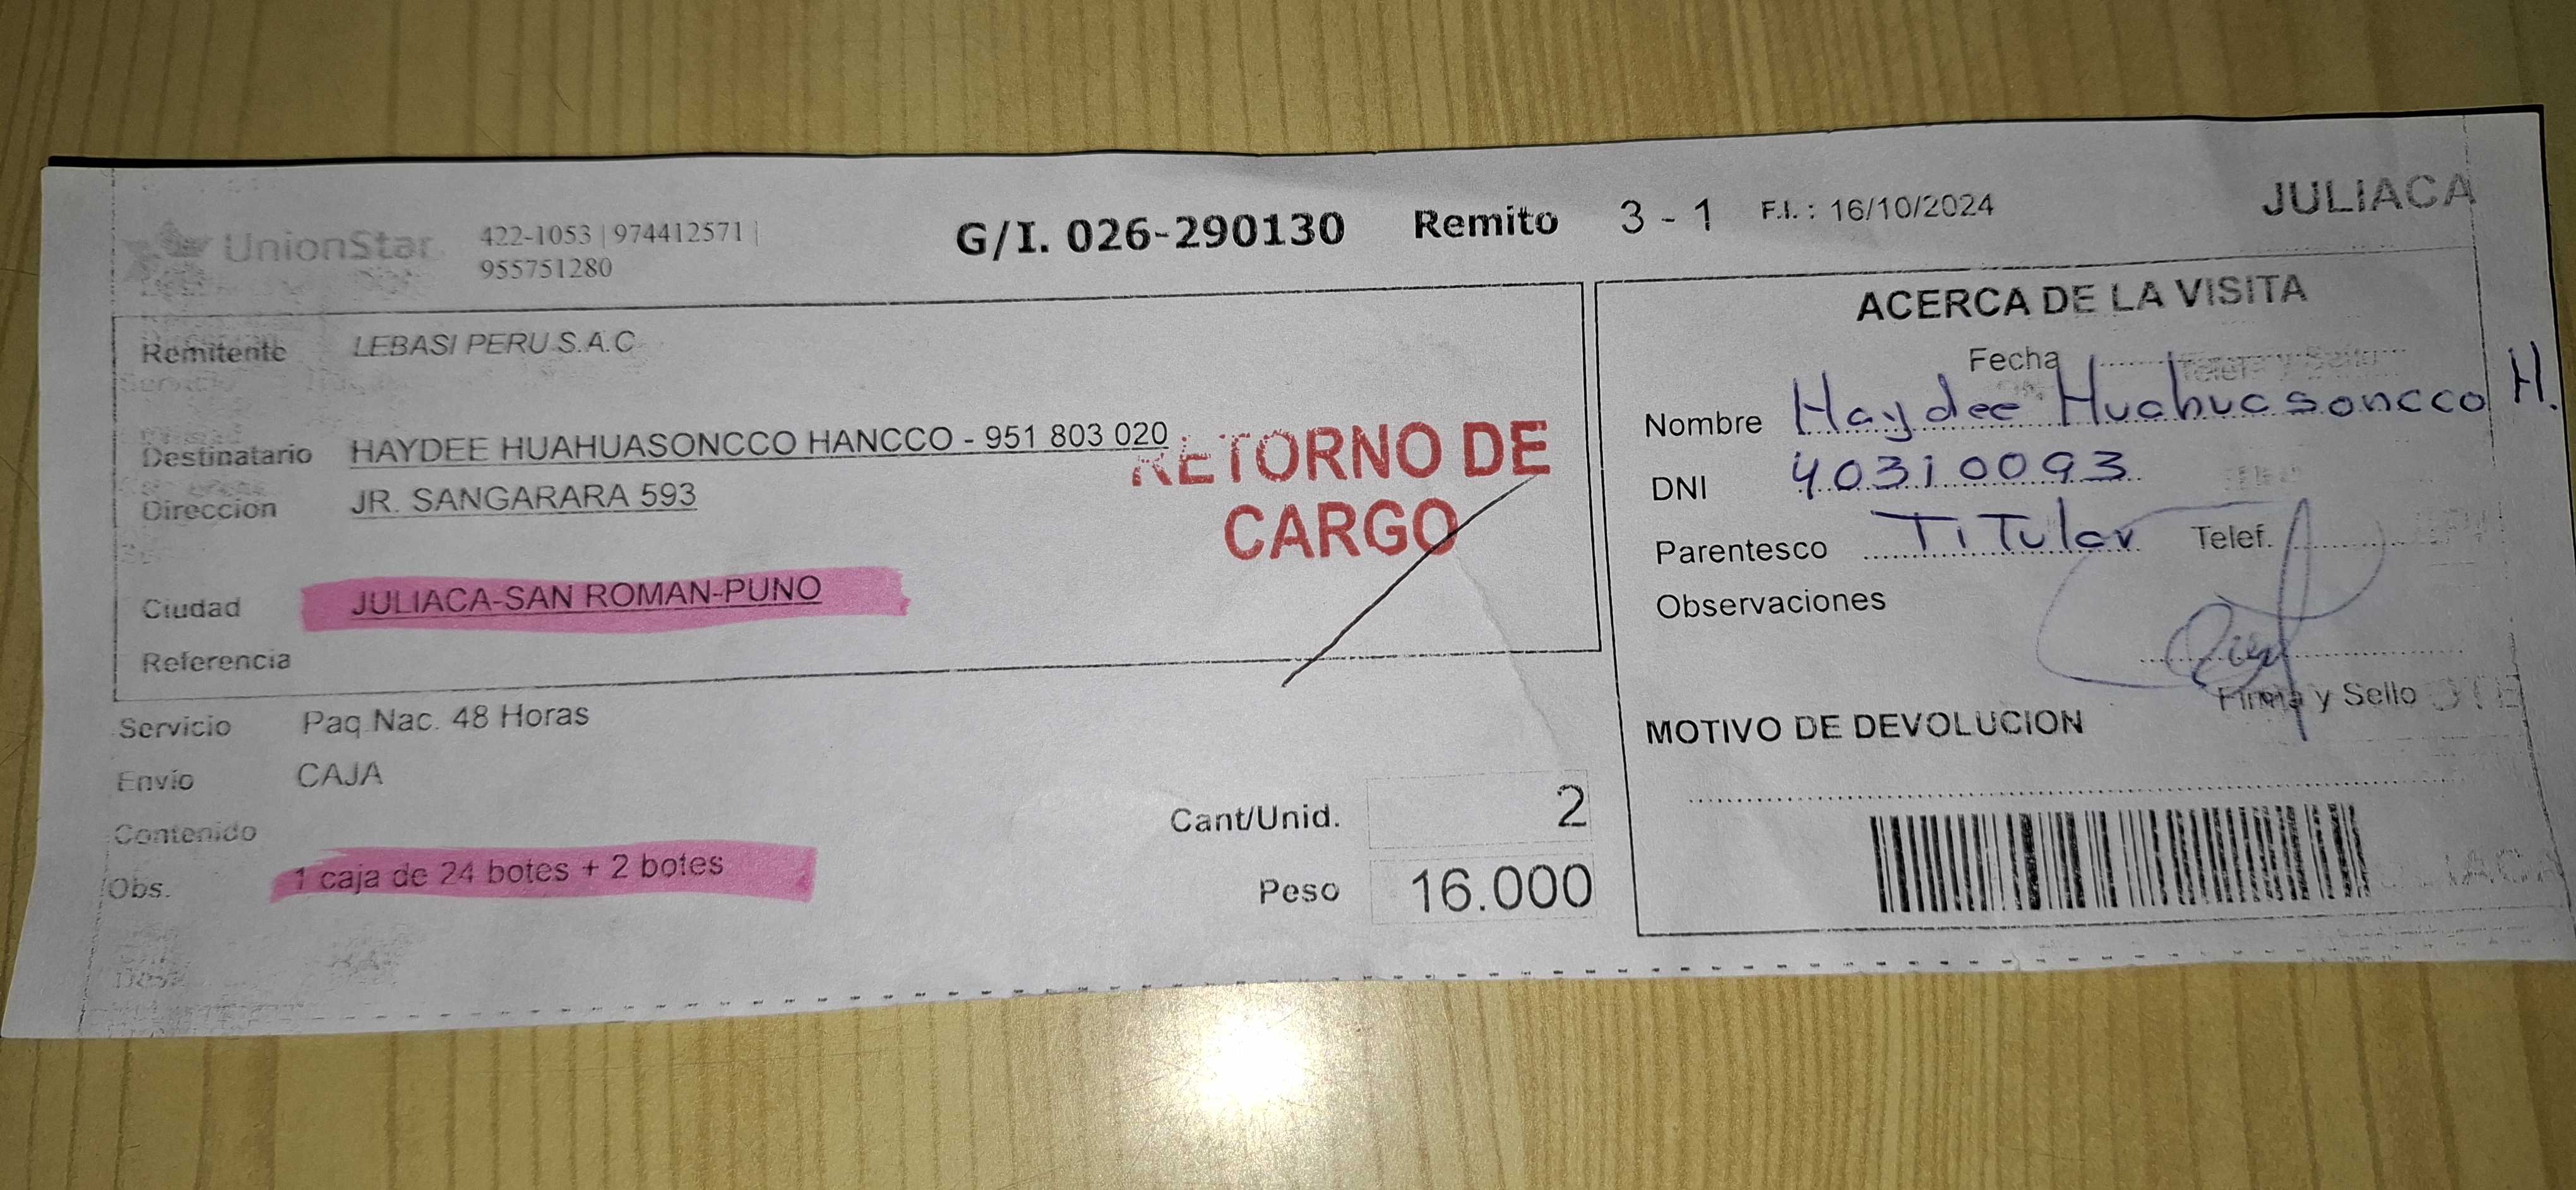 UnionStar
422-1053 | 974412571 |
955751280
G/I. 026-290130 Remito 3 - 1 F.I. : 16/10/2024
JULIACA
Remitente LEBASI PERU S.A.C
Destinatario HAYDEE HUAHUASONCCO HANCCO - 951 803 020
Direccion JR. SANGARARA 593
RETORNO DE
CARGO
Ciudad JULIACA-SAN ROMAN-PUNO
Referencia
Servicio Paq Nac. 48 Horas
Envio CAJA
Contenido
Obs. 1 caja de 24 botes + 2 botes
Cant/Unid. 2
Peso 16.000
ACERCA DE LA VISITA
Fecha
Nombre Haydee Huahuasoncco H.
DNI 40310093
Parentesco TiTular Telef.
Observaciones
Firma y Sello
MOTIVO DE DEVOLUCION